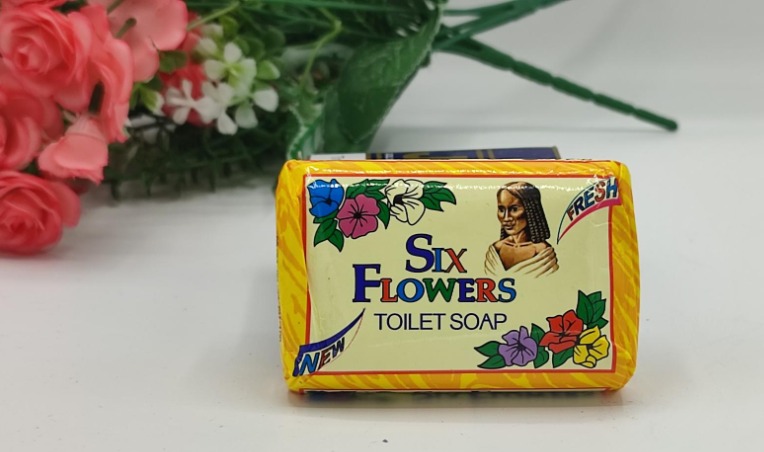 FRESH
SIX
FLOWERS
TOILET SOAP
NEW